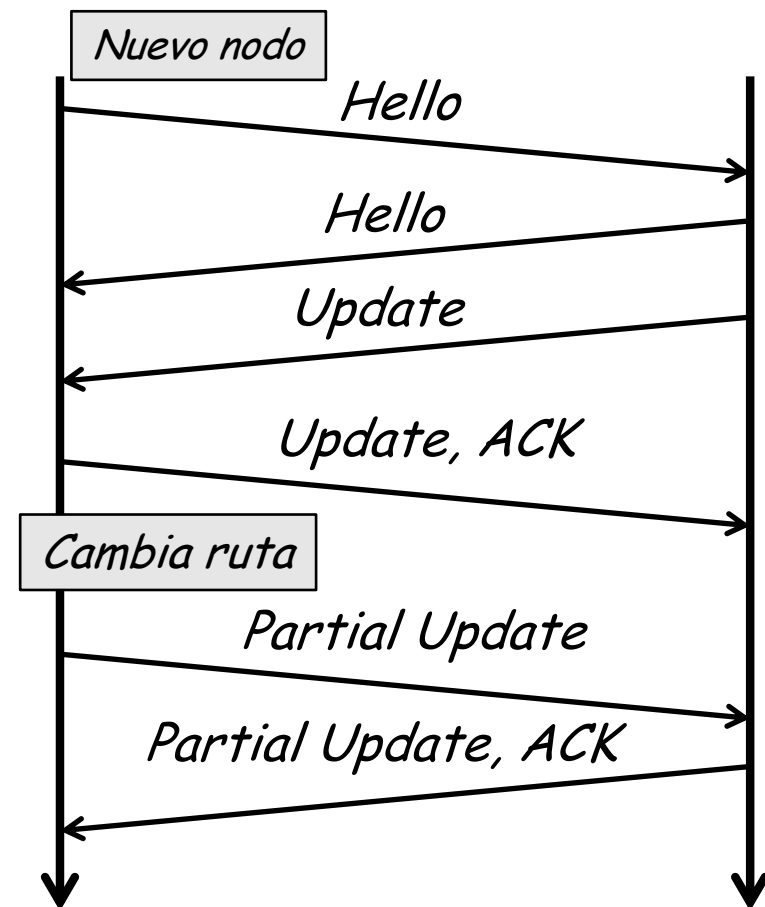 Nuevo nodo
Hello
Hello
Update
Update, ACK
Cambia ruta
Partial Update
Partial Update, ACK